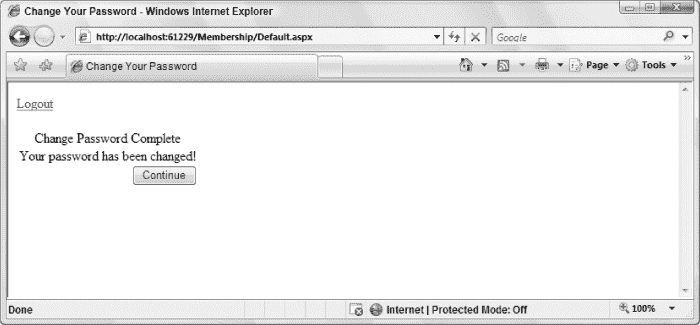 Change Your Password - Windows Internet Explorer
http://localhost:61229/Membership/Default.aspx
Google
Change Your Password
Page
Tools
Logout
Change Password Complete
Your password has been changed!
Continue
Done
Internet | Protected Mode: Off
100%